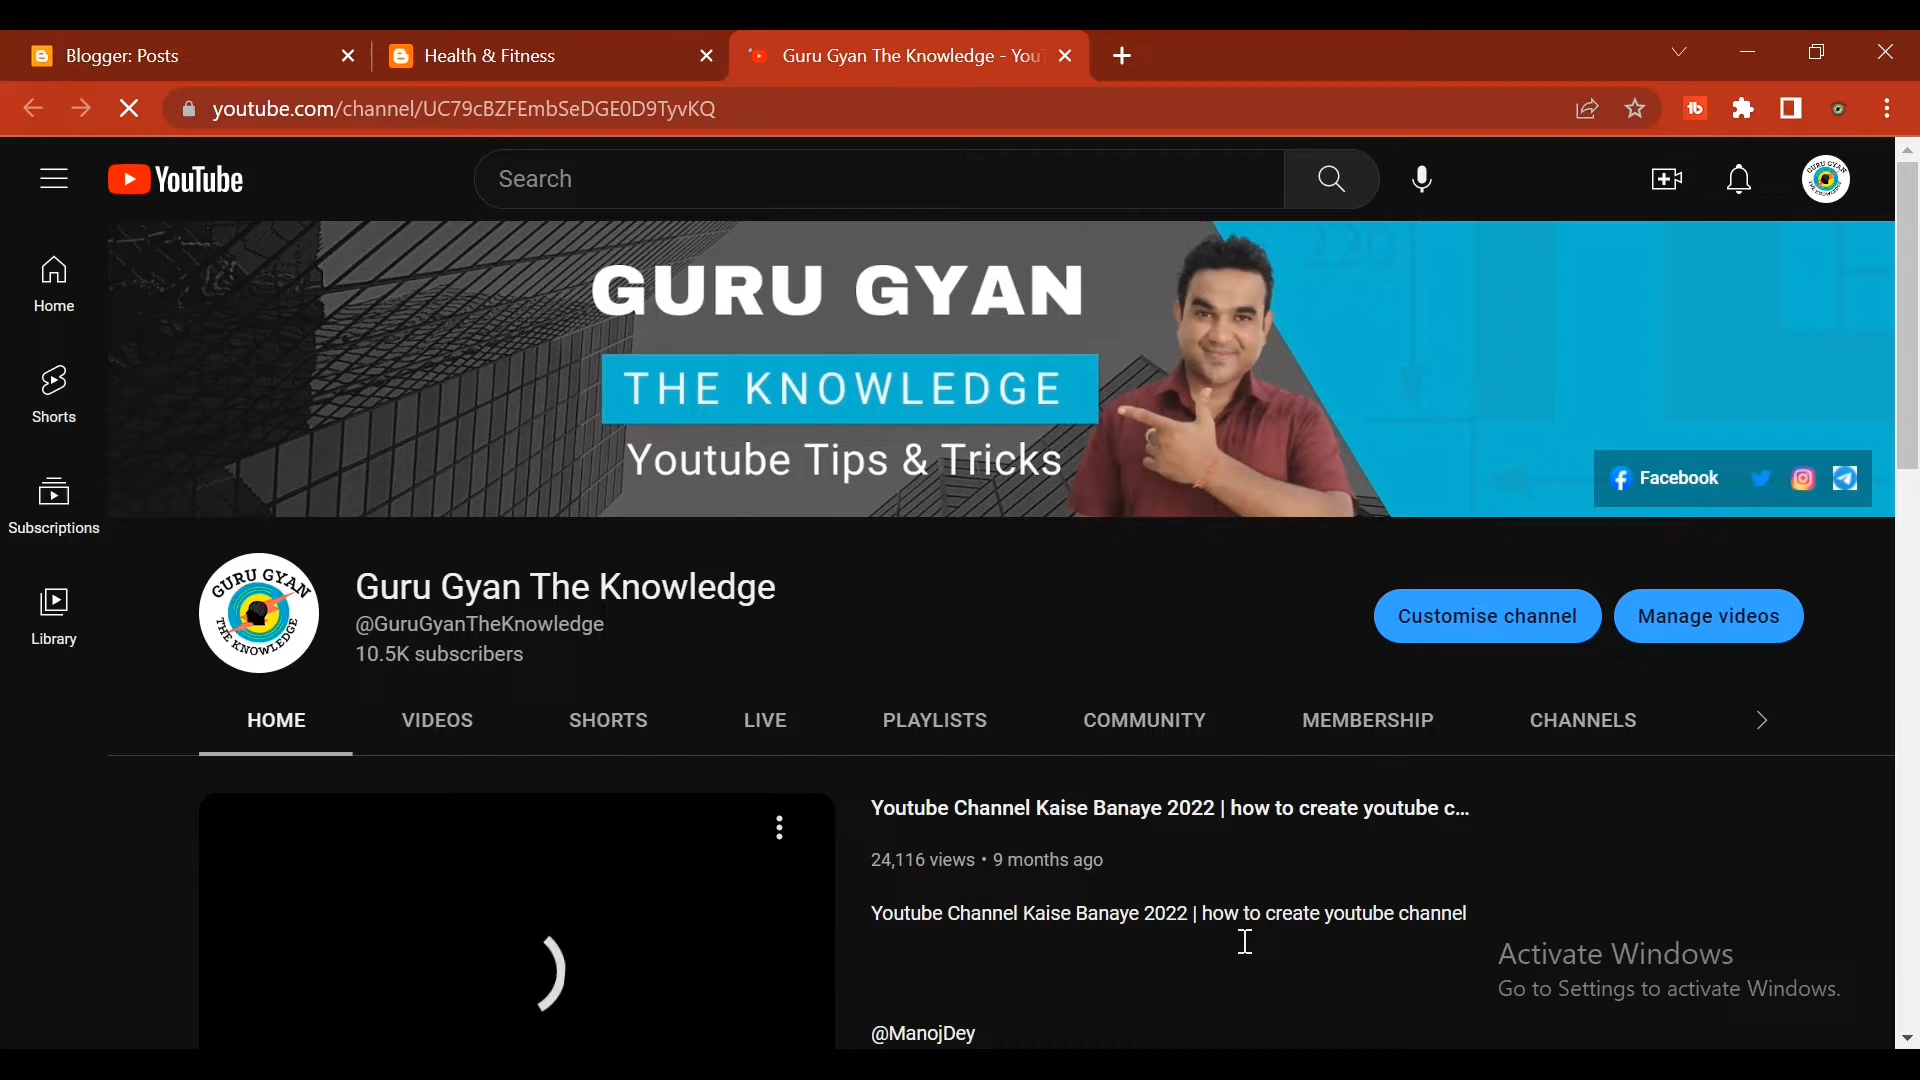 Blogger: Posts
Health & Fitness
Guru Gyan The Knowledge - You
youtube.com/channel/UC79cBZFEmbSeDGE0D9TyvKQ
YouTube
Search
Home
Shorts
Subscriptions
Library
GURU GYAN
THE KNOWLEDGE
Youtube Tips & Tricks
Facebook
GURU GYAN
THE KNOWLEDGE
Guru Gyan The Knowledge
@GuruGyanTheKnowledge
10.5K subscribers
Customise channel
Manage videos
HOME VIDEOS SHORTS LIVE PLAYLISTS COMMUNITY MEMBERSHIP CHANNELS
Youtube Channel Kaise Banaye 2022 | how to create youtube c...
24,116 views • 9 months ago
Youtube Channel Kaise Banaye 2022 | how to create youtube channel
@ManojDey
Activate Windows
Go to Settings to activate Windows.